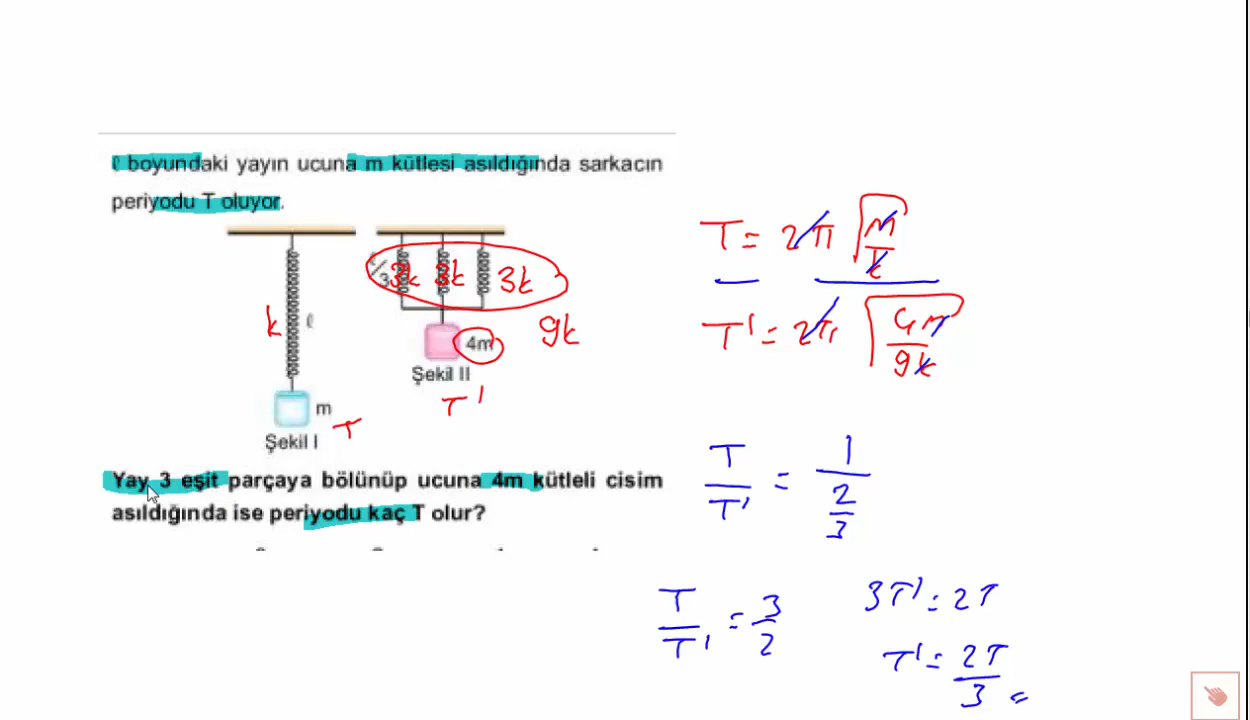 ℓ boyundaki yayın ucuna m kütlesi asıldığında sarkacın
periyodu T oluyor.
k
ℓ
m
T
Şekil I
ℓ/3
3k 3k 3k
9k
4m
Şekil II
T'
Yay 3 eşit parçaya bölünüp ucuna 4m kütleli cisim
asıldığında ise periyodu kaç T olur?
T = 2π √(m/k)
T' = 2π √(4m/9k)
T/T' = 1/(2/3)
T/T' = 3/2
3T' = 2T
T' = 2T/3 =